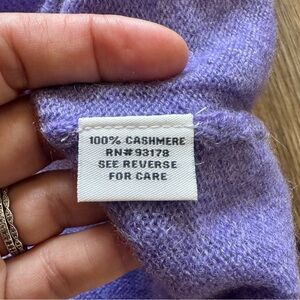 100% CASHMERE
RN#93178
SEE REVERSE
FOR CARE